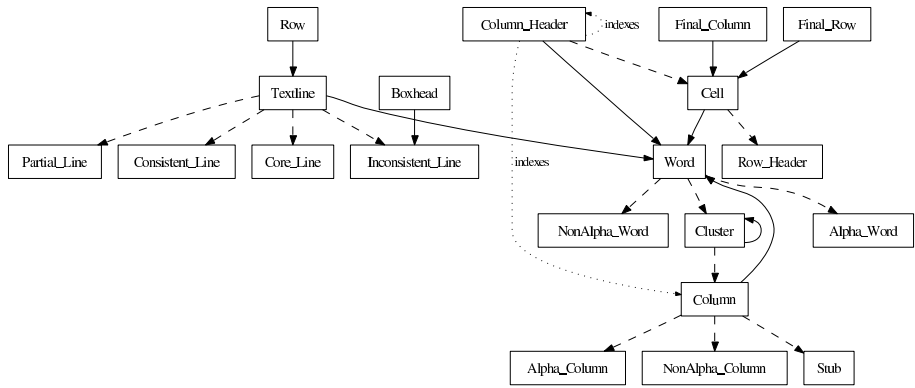 Row
Column_Header
indexes
Final_Column
Final_Row
Textline
Boxhead
Cell
Partial_Line
Consistent_Line
Core_Line
Inconsistent_Line
indexes
Word
Row_Header
NonAlpha_Word
Cluster
Alpha_Word
Column
Alpha_Column
NonAlpha_Column
Stub